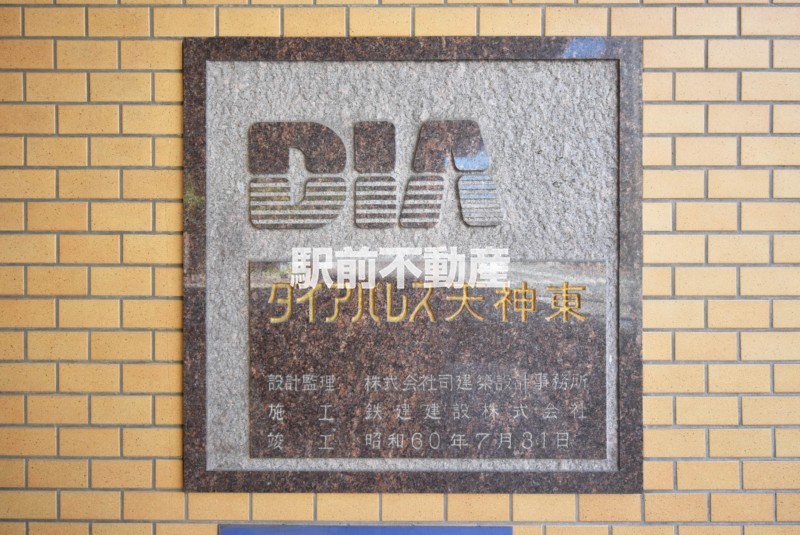 DIA
駅前不動産
ダイアパレス大神東
設計監理 株式会社司建築設計事務所
施工 鉄建建設株式会社
竣工 昭和60年7月31日